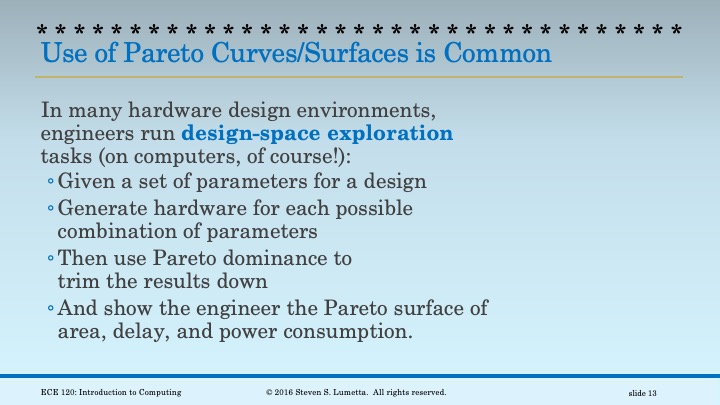 * * * * * * * * * * * * * * * * * * * * * * * * * * * * * * * * * * *
Use of Pareto Curves/Surfaces is Common
In many hardware design environments,
engineers run design-space exploration
tasks (on computers, of course!):
◦Given a set of parameters for a design
◦Generate hardware for each possible
combination of parameters
◦Then use Pareto dominance to
trim the results down
◦And show the engineer the Pareto surface of
area, delay, and power consumption.
ECE 120: Introduction to Computing © 2016 Steven S. Lumetta. All rights reserved. slide 13